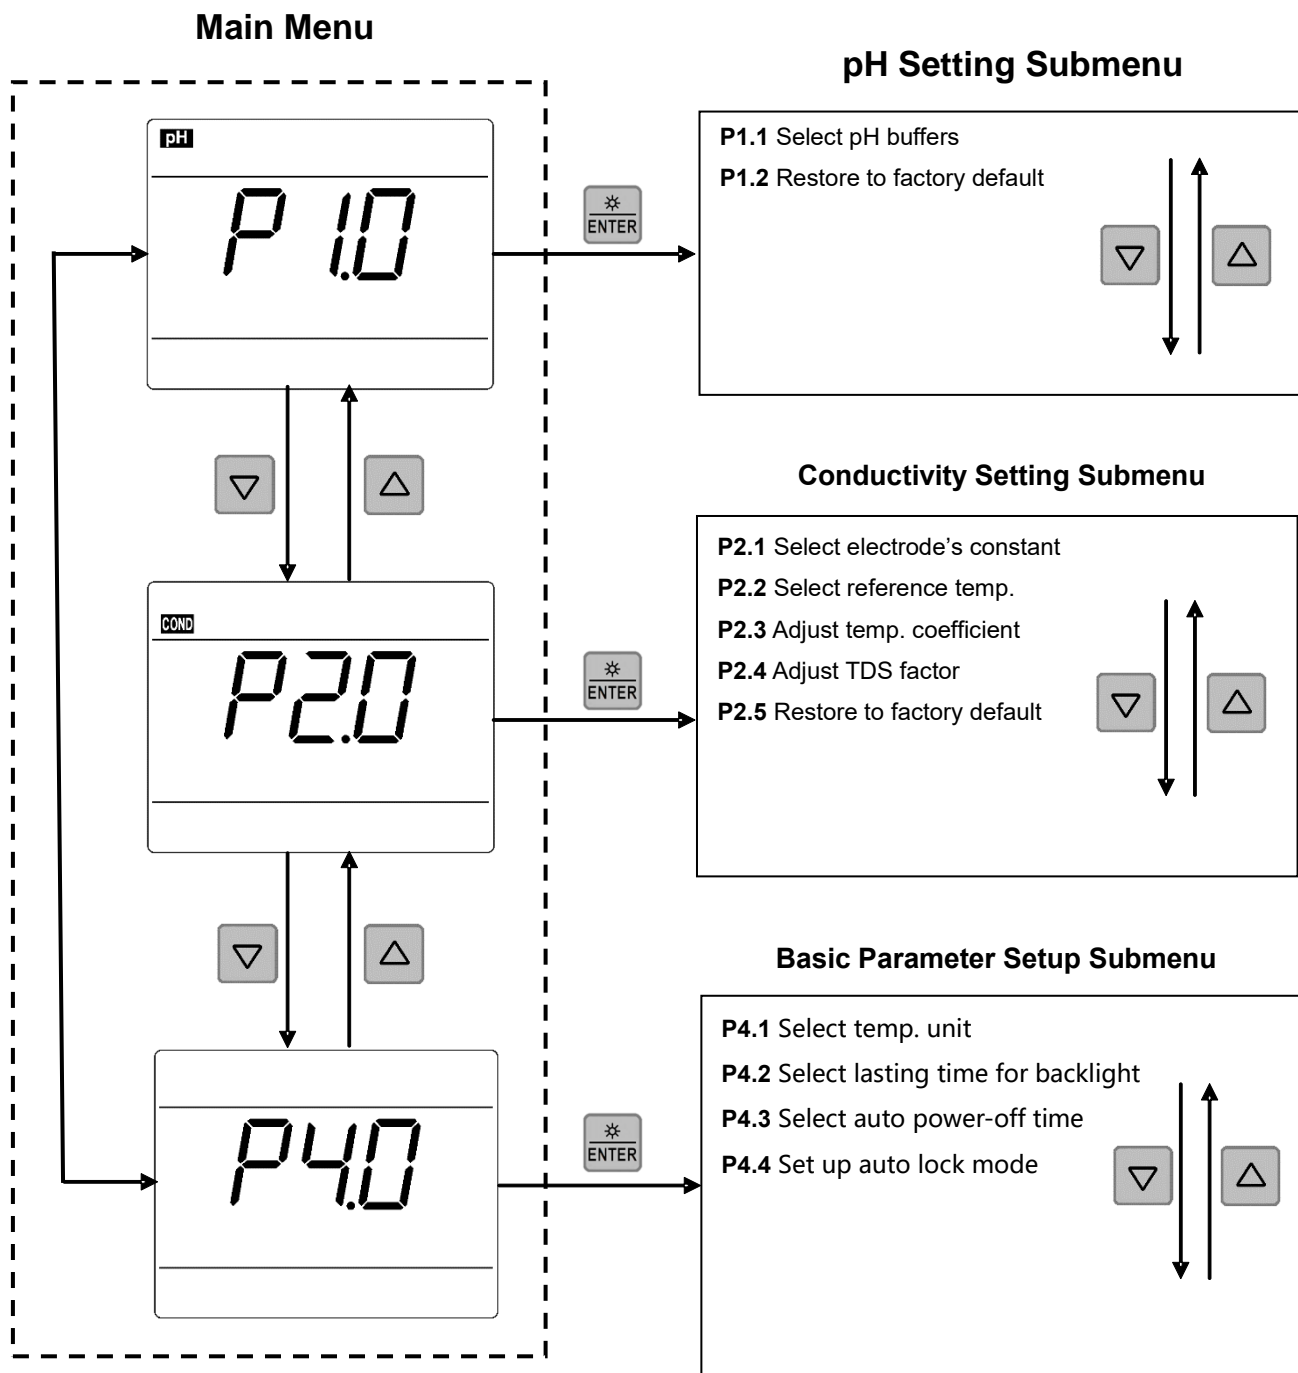 Main Menu
pH Setting Submenu
pH
P1.0
ENTER
P1.1 Select pH buffers
P1.2 Restore to factory default
Conductivity Setting Submenu
COND
P2.0
ENTER
P2.1 Select electrode’s constant
P2.2 Select reference temp.
P2.3 Adjust temp. coefficient
P2.4 Adjust TDS factor
P2.5 Restore to factory default
Basic Parameter Setup Submenu
P4.0
ENTER
P4.1 Select temp. unit
P4.2 Select lasting time for backlight
P4.3 Select auto power-off time
P4.4 Set up auto lock mode